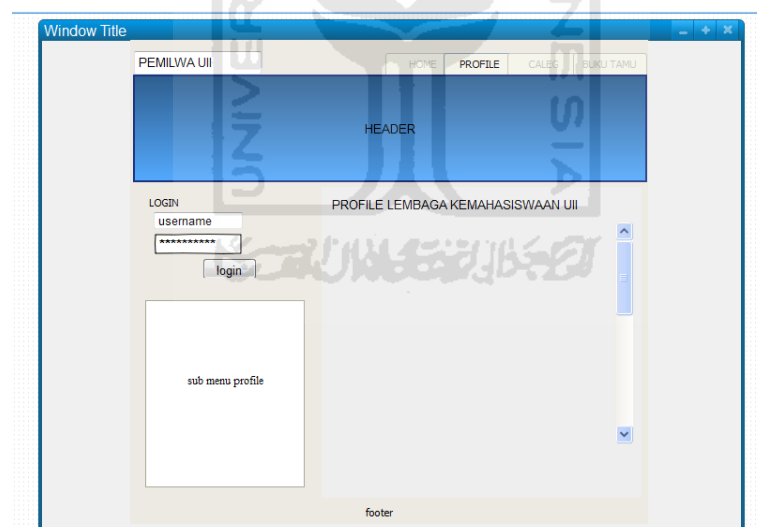 Window Title
PEMILWA UII
HOME PROFILE CALEG BUKU TAMU
HEADER
LOGIN
username
**********
login
PROFILE LEMBAGA KEMAHASISWAAN UII
sub menu profile
footer